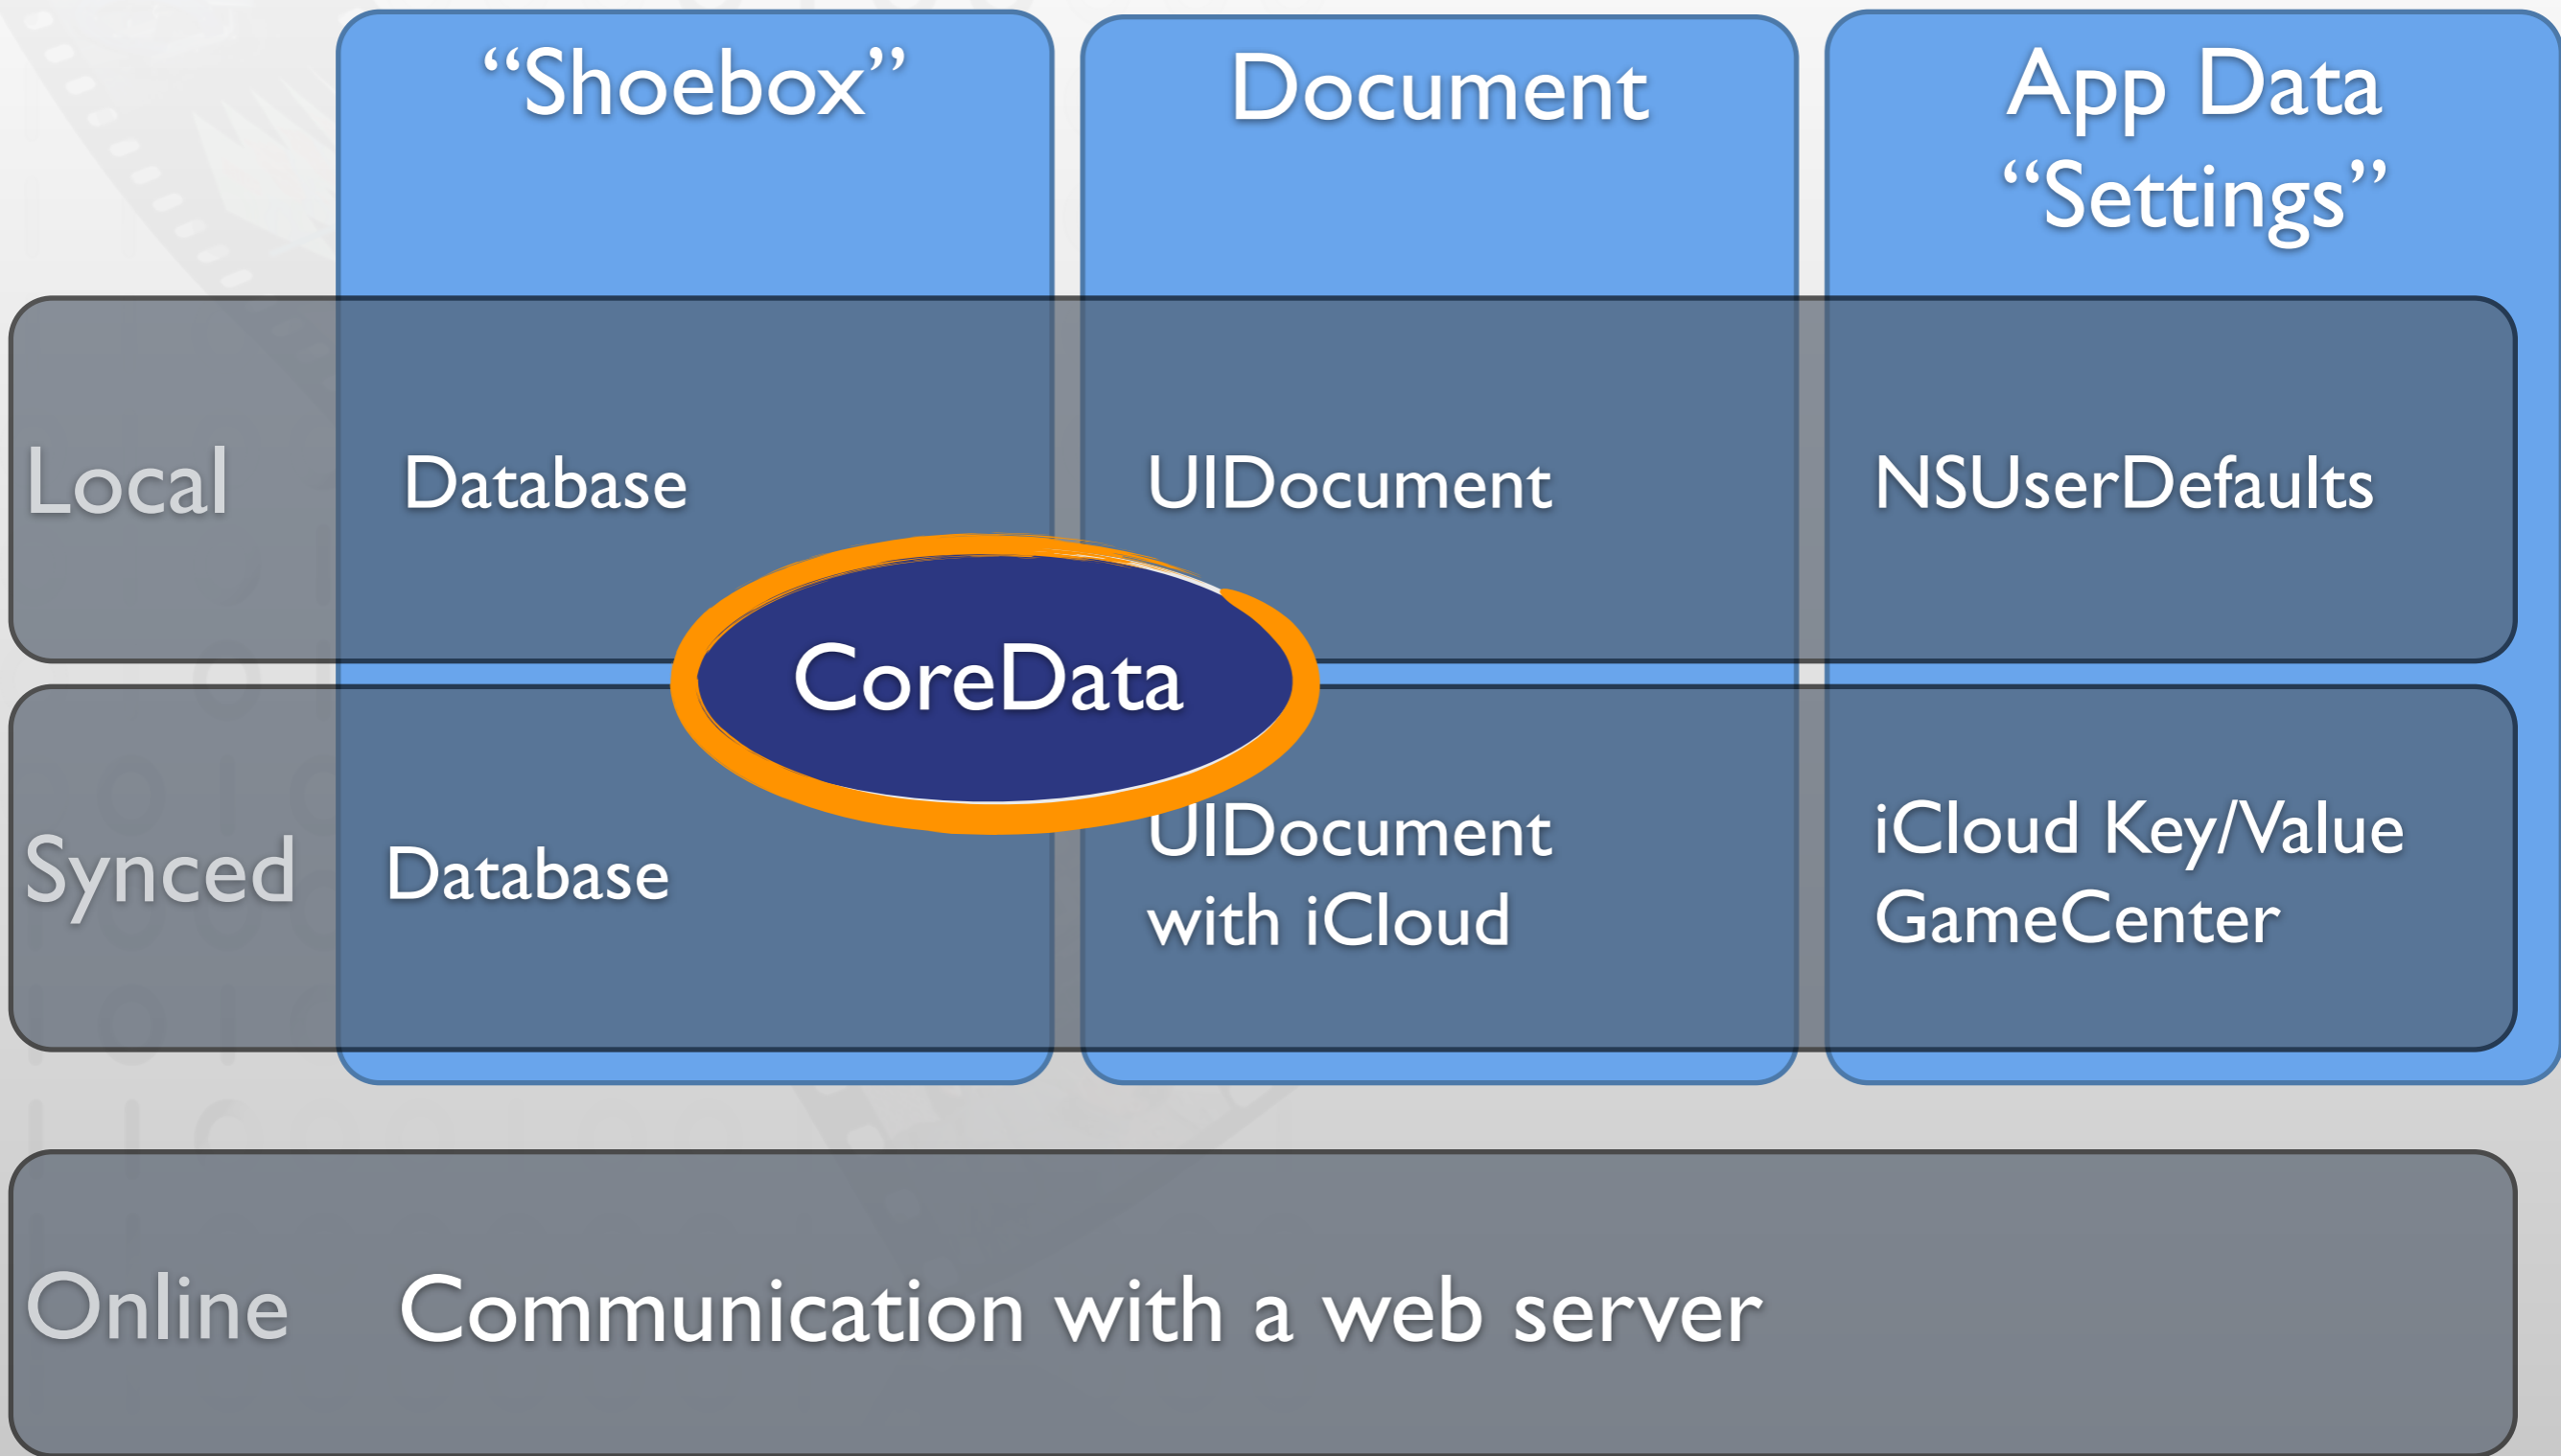 “Shoebox”
Document
App Data
“Settings”
Local
Database
UIDocument
NSUserDefaults
CoreData
Synced
Database
UIDocument
with iCloud
iCloud Key/Value
GameCenter
Online
Communication with a web server